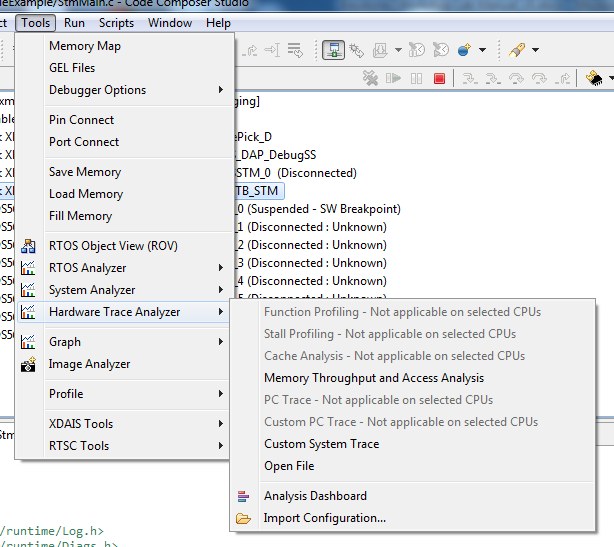 leExample/StmMain.c - Code Composer Studio
Tools Run Scripts Window Help
Memory Map
GEL Files
Debugger Options
Pin Connect
Port Connect
Save Memory
Load Memory
Fill Memory
RTOS Object View (ROV)
RTOS Analyzer
System Analyzer
Hardware Trace Analyzer
Graph
Image Analyzer
Profile
XDAIS Tools
RTSC Tools
ging]
ePick_D
S_DAP_DebugSS
STM_0 (Disconnected)
TB_STM
_0 (Suspended - SW Breakpoint)
_1 (Disconnected : Unknown)
_2 (Disconnected : Unknown)
_3 (Disconnected : Unknown)
_4 (Disconnected : Unknown)
_5 (Disconnected : Unknown)
Function Profiling - Not applicable on selected CPUs
Stall Profiling - Not applicable on selected CPUs
Cache Analysis - Not applicable on selected CPUs
Memory Throughput and Access Analysis
PC Trace - Not applicable on selected CPUs
Custom PC Trace - Not applicable on selected CPUs
Custom System Trace
Open File
Analysis Dashboard
Import Configuration...
/runtime/Log.h>
/runtime/Diags.h>